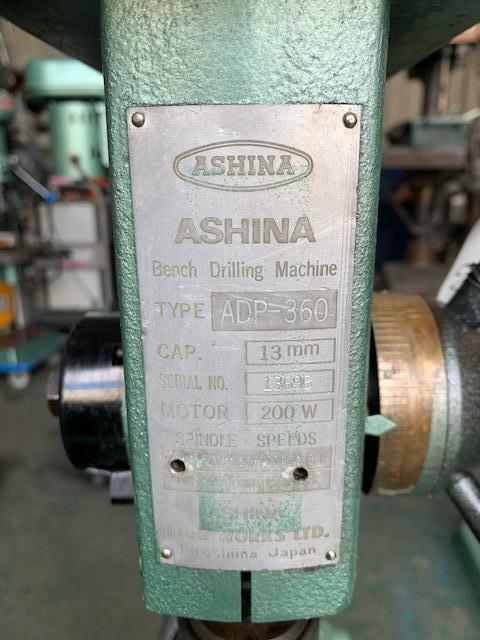 ASHINA
ASHINA
Bench Drilling Machine
TYPE ADP-360
CAP. 13 mm
SERIAL NO. 13696
MOTOR 200 W
SPINDLE SPEEDS
ASHINA
IRON WORKS LTD.
Hiroshima Japan